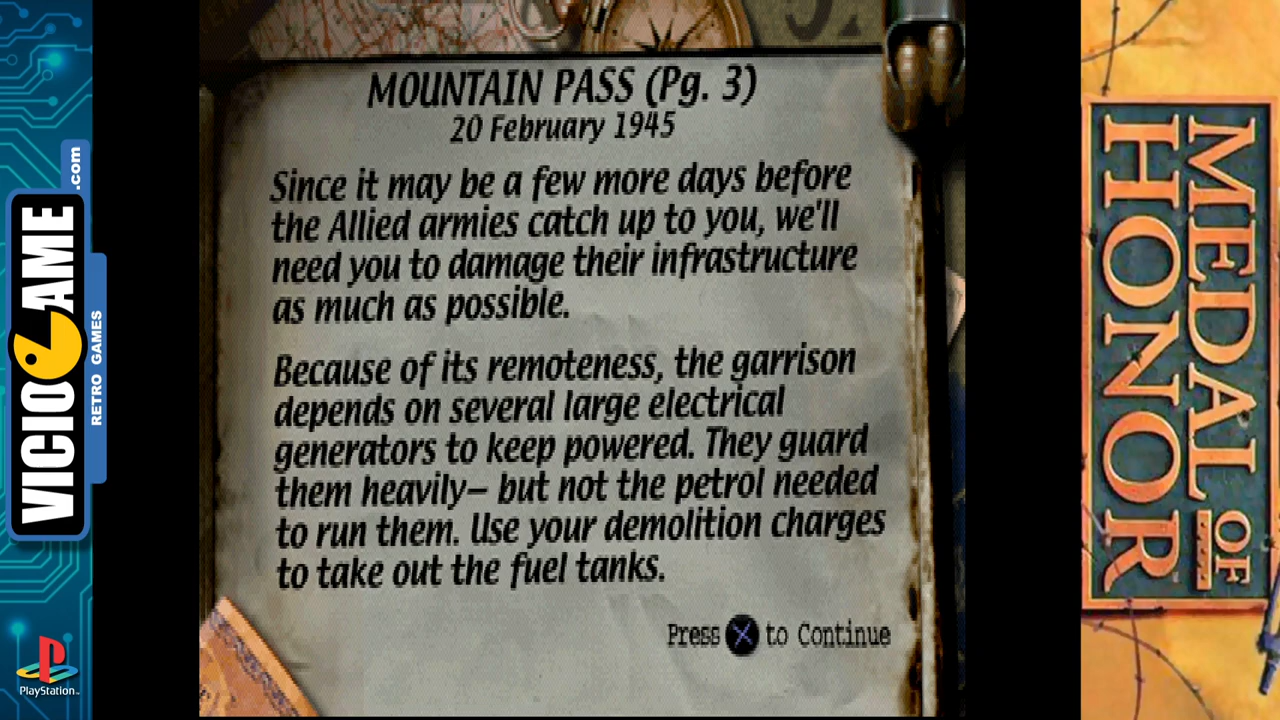 MOUNTAIN PASS (Pg. 3)
20 February 1945
Since it may be a few more days before
the Allied armies catch up to you, we'll
need you to damage their infrastructure
as much as possible.
Because of its remoteness, the garrison
depends on several large electrical
generators to keep powered. They guard
them heavily— but not the petrol needed
to run them. Use your demolition charges
to take out the fuel tanks.
Press X to Continue
VICIOGAME.com
RETRO GAMES
PlayStation
MEDAL OF
HONOR